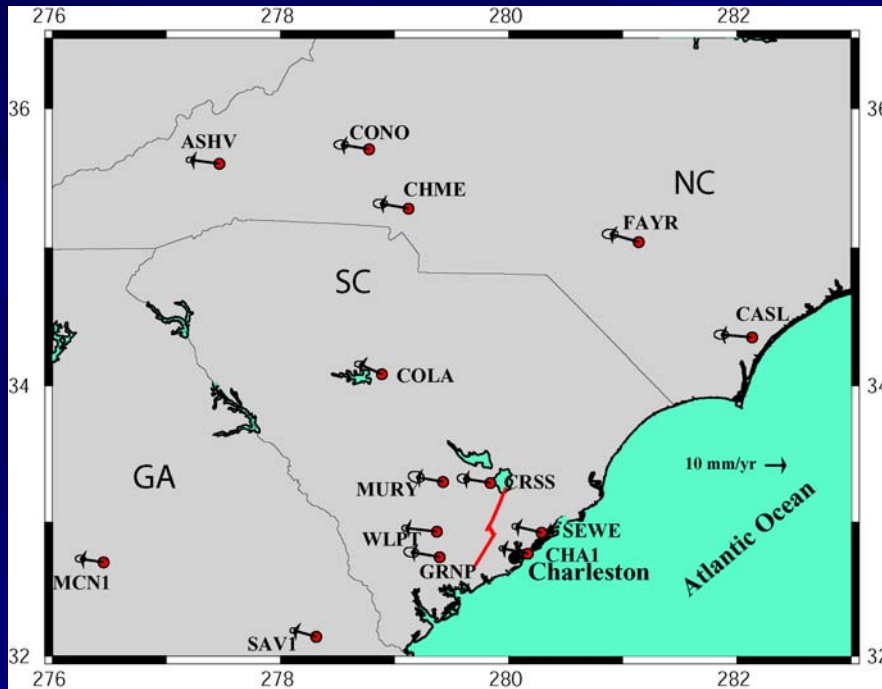 276
278
280
282
36
36
ASHV
CONO
CHME
NC
FAYR
SC
CASL
34
34
COLA
GA
MURY
CRSS
10 mm/yr
WLPT
SEWE
CHA1
GRNP
Charleston
Atlantic Ocean
MCN1
SAV1
32
32
276
278
280
282